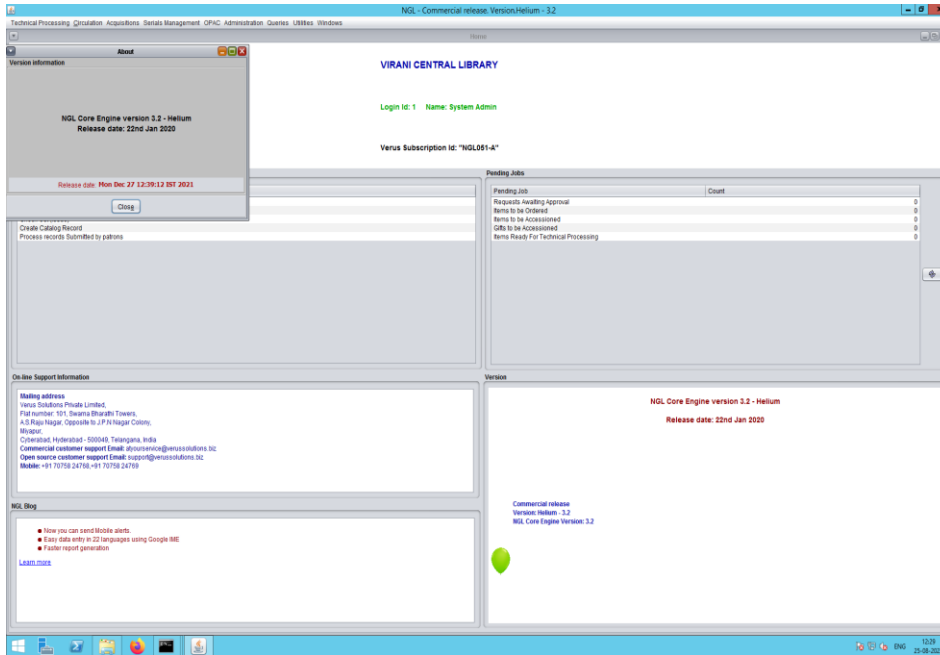 NGL - Commercial release. Version.Helium - 3.2
Technical Processing Circulation Acquisitions Serials Management OPAC Administration Queries Utilities Windows
Home
About
Version Information
NGL Core Engine version 3.2 - Helium
Release date: 22nd Jan 2020
Release date: Mon Dec 27 12:39:12 IST 2021
Close
VIRANI CENTRAL LIBRARY
Login Id: 1 Name: System Admin
Verus Subscription Id: "NGL051-A"
Create Catalog Record
Process records Submitted by patrons
Pending Jobs
Pending Job Count
Requests Awaiting Approval 0
Items to be Ordered 0
Items to be Accessioned 0
Gifts to be Accessioned 0
Items Ready For Technical Processing 0
On-line Support Information
Mailing address
Verus Solutions Private Limited,
Flat number: 101, Swarna Bharathi Towers,
A.S.Raju Nagar, Opposite to J.P.N.Nagar Colony,
Miyapur,
Cyberabad, Hyderabad - 500049, Telangana, India
Commercial customer support Email: atyourservice@verussolutions.biz
Open source customer support Email: support@verussolutions.biz
Mobile: +91 70758 24768,+91 70758 24769
NGL Blog
Now you can send Mobile alerts.
Easy data entry in 22 languages using Google IME
Faster report generation
Learn more
Version
NGL Core Engine version 3.2 - Helium
Release date: 22nd Jan 2020
Commercial release
Version: Helium - 3.2
NGL Core Engine Version: 3.2
ENG